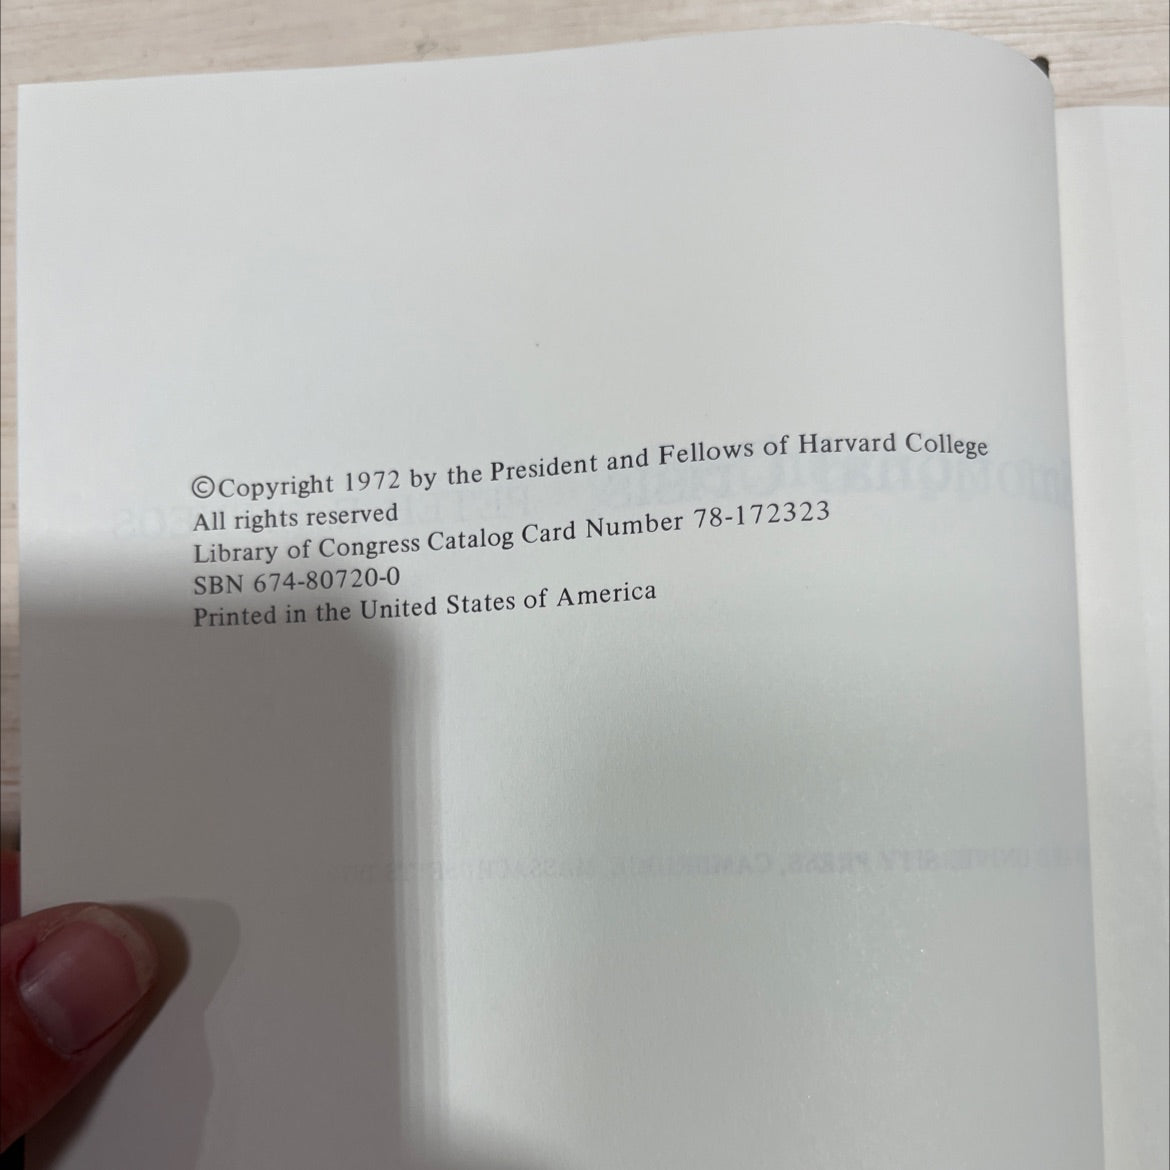 ©Copyright 1972 by the President and Fellows of Harvard College
All rights reserved
Library of Congress Catalog Card Number 78-172323
SBN 674-80720-0
Printed in the United States of America